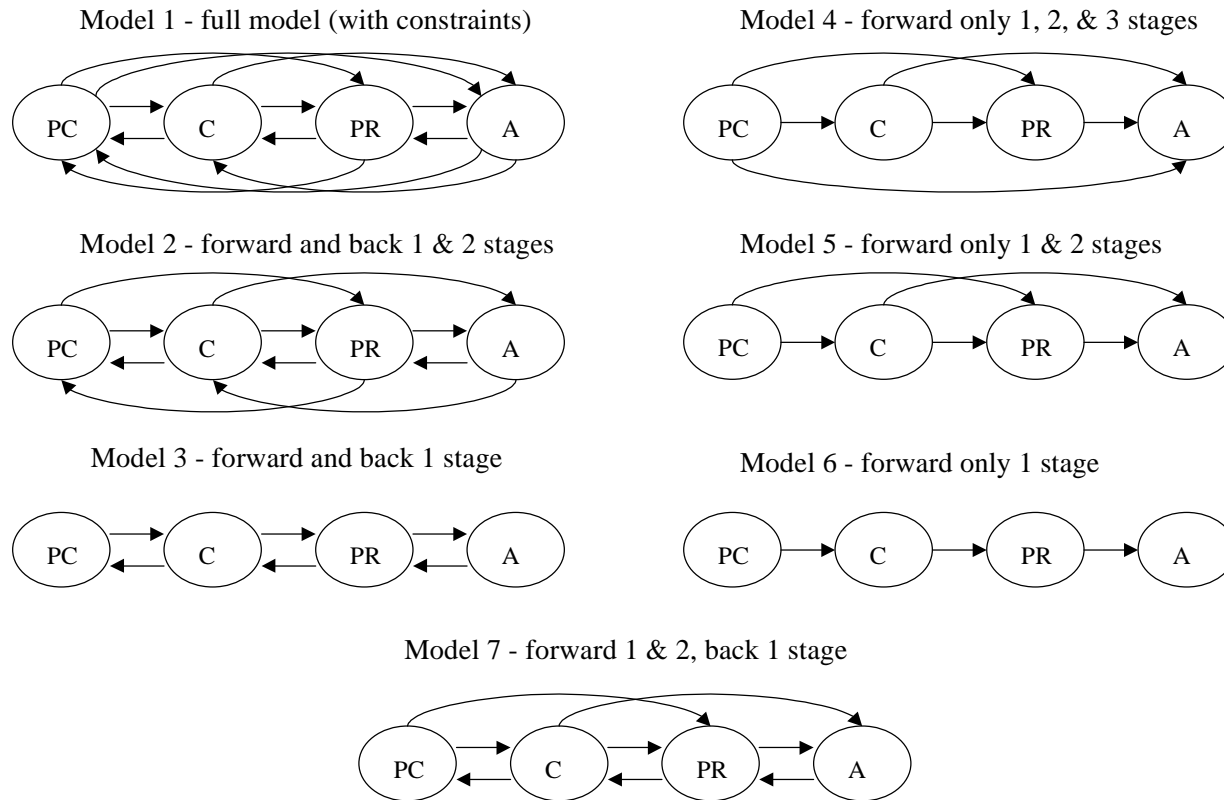 Model 1 - full model (with constraints)
PC C PR A
Model 4 - forward only 1, 2, & 3 stages
PC C PR A
Model 2 - forward and back 1 & 2 stages
PC C PR A
Model 5 - forward only 1 & 2 stages
PC C PR A
Model 3 - forward and back 1 stage
PC C PR A
Model 6 - forward only 1 stage
PC C PR A
Model 7 - forward 1 & 2, back 1 stage
PC C PR A